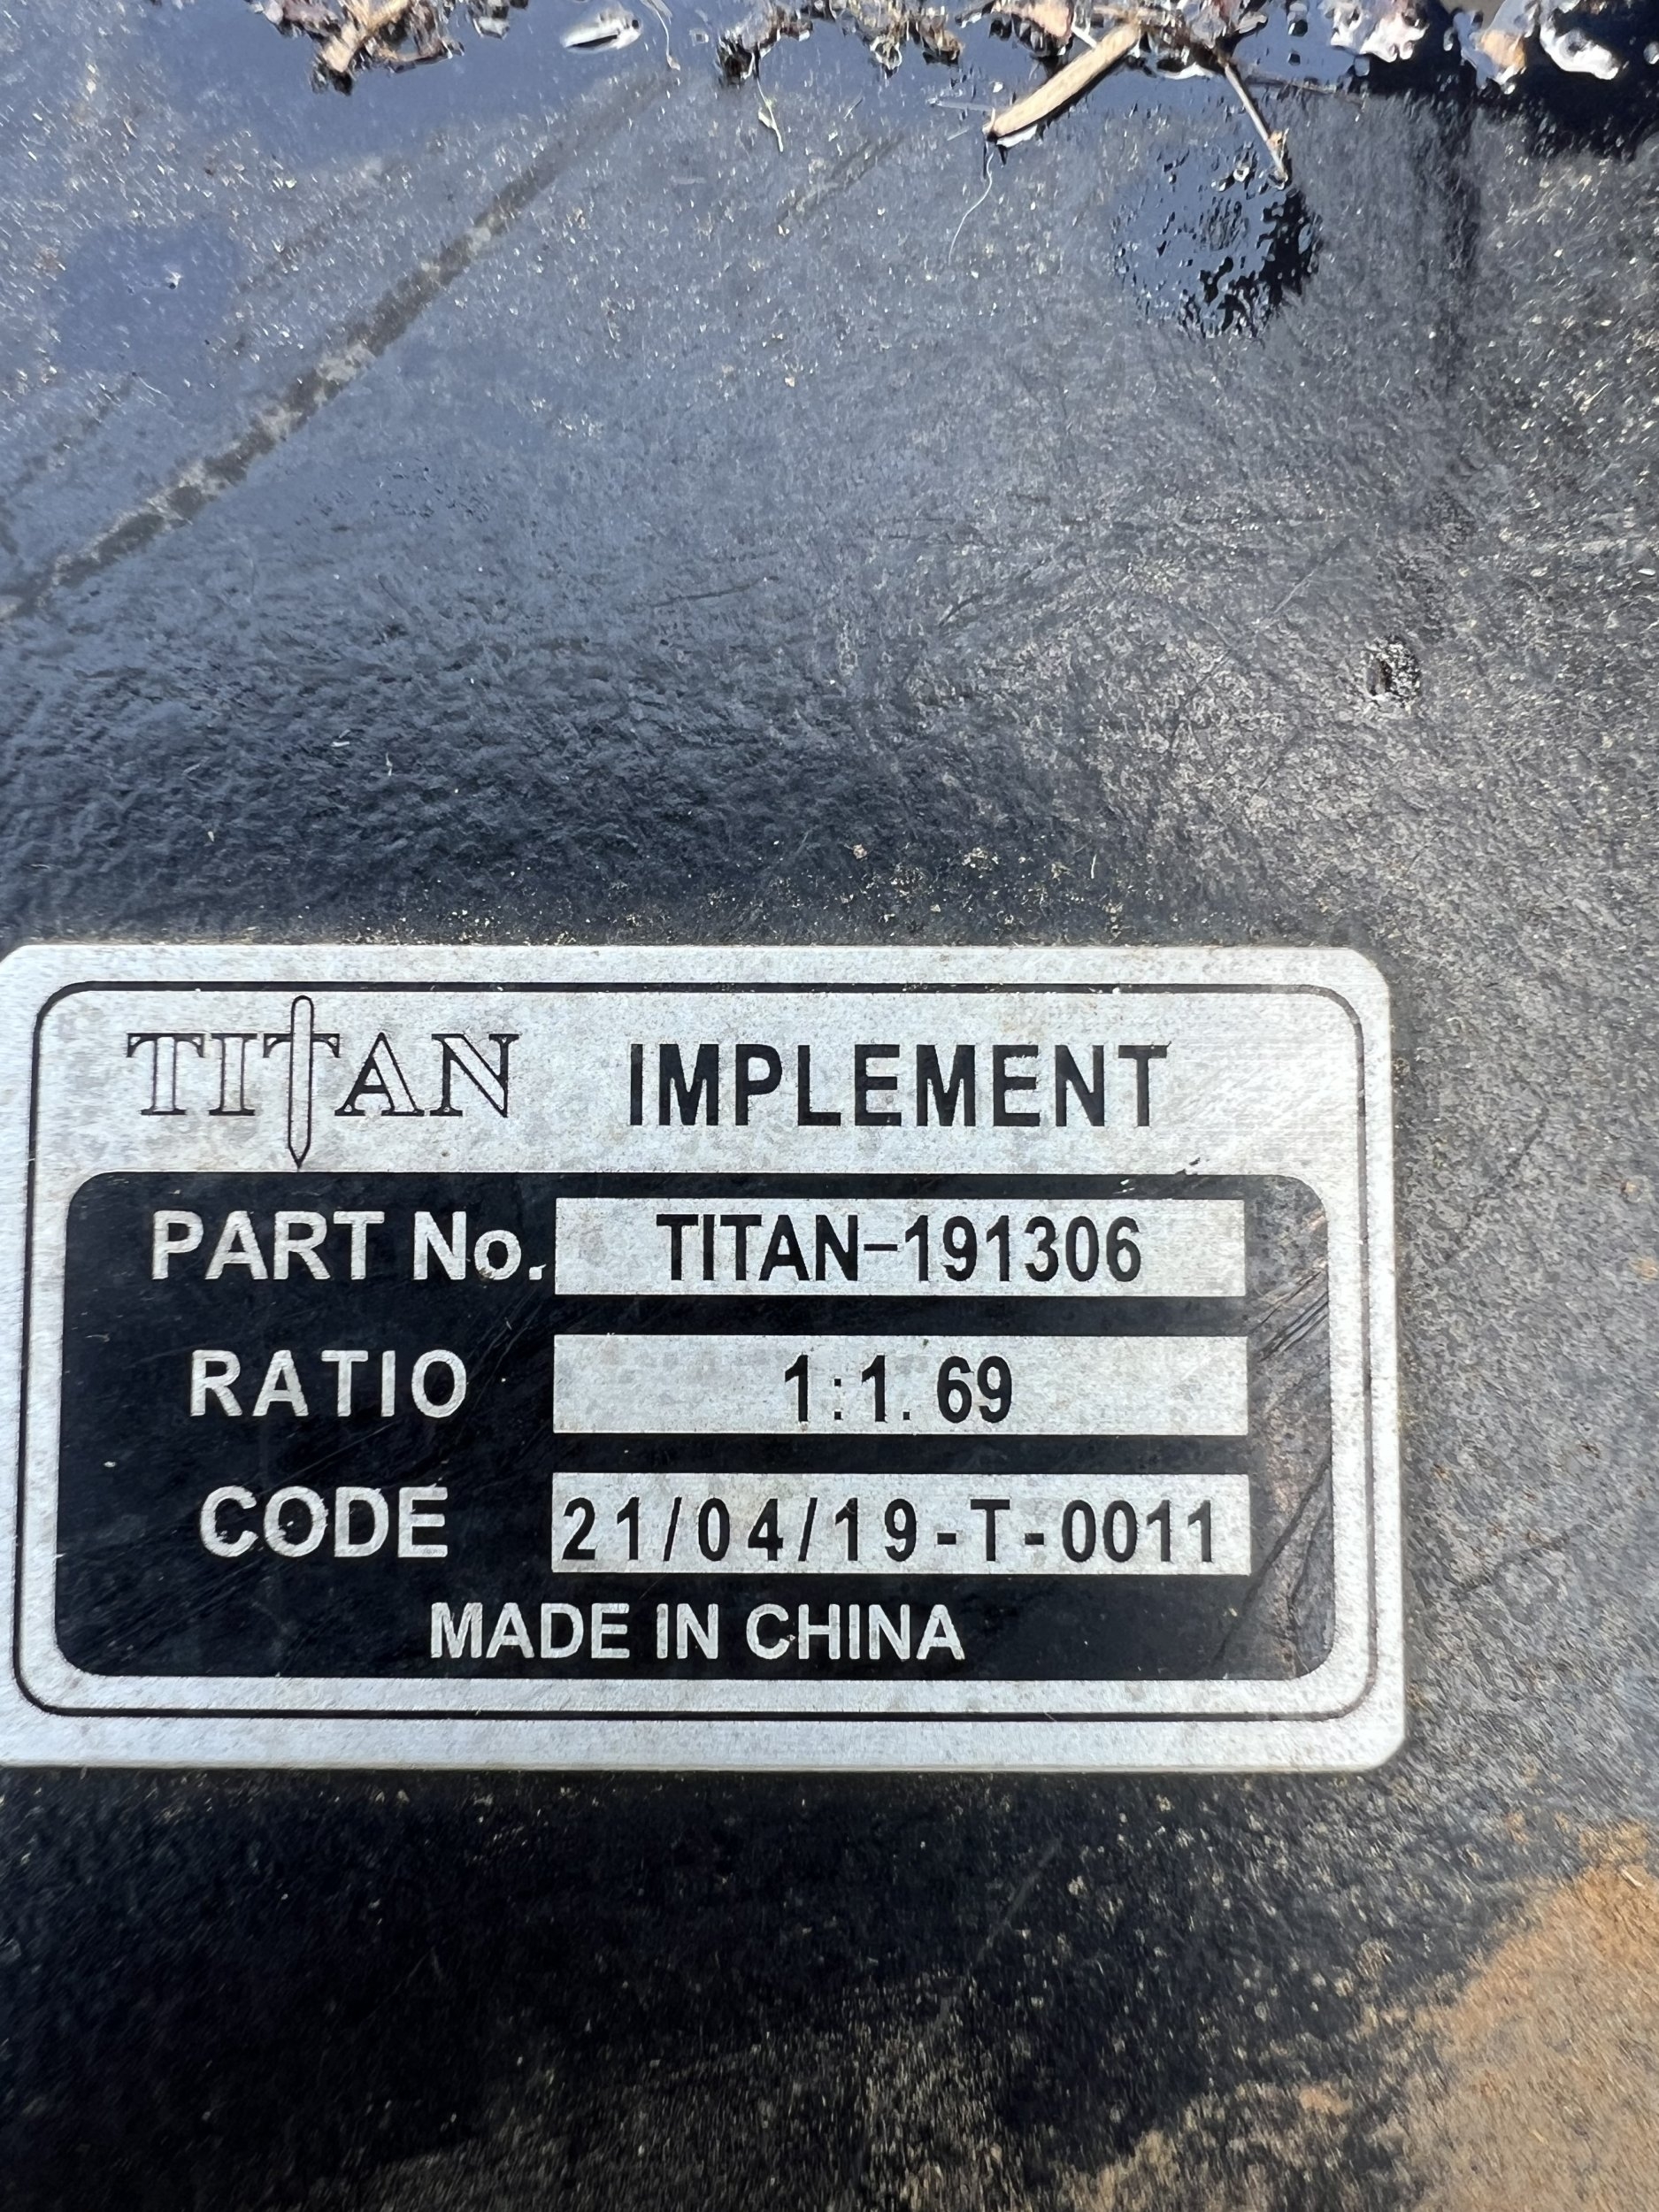 TITAN IMPLEMENT
PART No. TITAN-191306
RATIO 1:1.69
CODE 21/04/19-T-0011
MADE IN CHINA